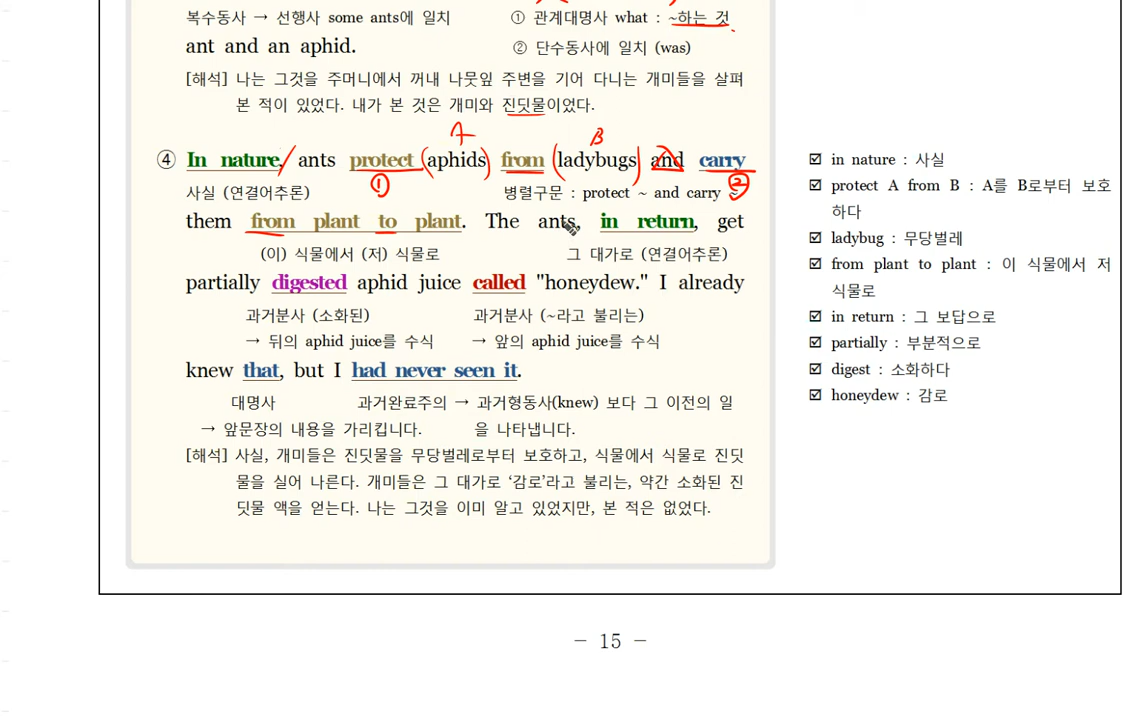 복수동사 → 선행사 some ants에 일치 ① 관계대명사 what : ~하는 것
ant and an aphid. ② 단수동사에 일치 (was)
[해석] 나는 그것을 주머니에서 꺼내 나뭇잎 주변을 기어 다니는 개미들을 살펴
본 적이 있었다. 내가 본 것은 개미와 진딧물이었다.
A B
④ In nature, ants protect aphids from ladybugs and carry
① ②
사실 (연결어추론) 병렬구문 : protect ~ and carry ~
them from plant to plant. The ants, in return, get
(이) 식물에서 (저) 식물로 그 대가로 (연결어추론)
partially digested aphid juice called "honeydew." I already
과거분사 (소화된) 과거분사 (~라고 불리는)
→ 뒤의 aphid juice를 수식 → 앞의 aphid juice를 수식
knew that, but I had never seen it.
대명사 과거완료주의 → 과거형동사(knew) 보다 그 이전의 일
→ 앞문장의 내용을 가리킵니다. 을 나타냅니다.
[해석] 사실, 개미들은 진딧물을 무당벌레로부터 보호하고, 식물에서 식물로 진딧
물을 실어 나른다. 개미들은 그 대가로 ‘감로’라고 불리는, 약간 소화된 진
딧물 액을 얻는다. 나는 그것을 이미 알고 있었지만, 본 적은 없었다.
☑ in nature : 사실
☑ protect A from B : A를 B로부터 보호
하다
☑ ladybug : 무당벌레
☑ from plant to plant : 이 식물에서 저
식물로
☑ in return : 그 보답으로
☑ partially : 부분적으로
☑ digest : 소화하다
☑ honeydew : 감로
- 15 -